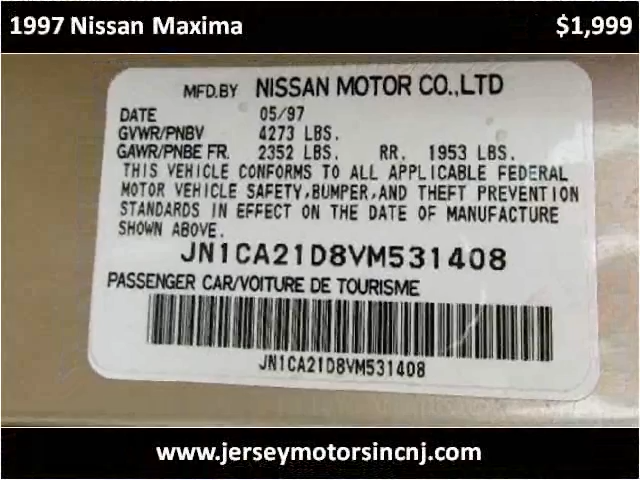 1997 Nissan Maxima $1,999
MFD.BY NISSAN MOTOR CO.,LTD
DATE 05/97
GVWR/PNBV 4273 LBS.
GAWR/PNBE FR. 2352 LBS. RR. 1953 LBS.
THIS VEHICLE CONFORMS TO ALL APPLICABLE FEDERAL
MOTOR VEHICLE SAFETY,BUMPER,AND THEFT PREVENTION
STANDARDS IN EFFECT ON THE DATE OF MANUFACTURE
SHOWN ABOVE.
JN1CA21D8VM531408
PASSENGER CAR/VOITURE DE TOURISME
JN1CA21D8VM531408
www.jerseymotorsincnj.com